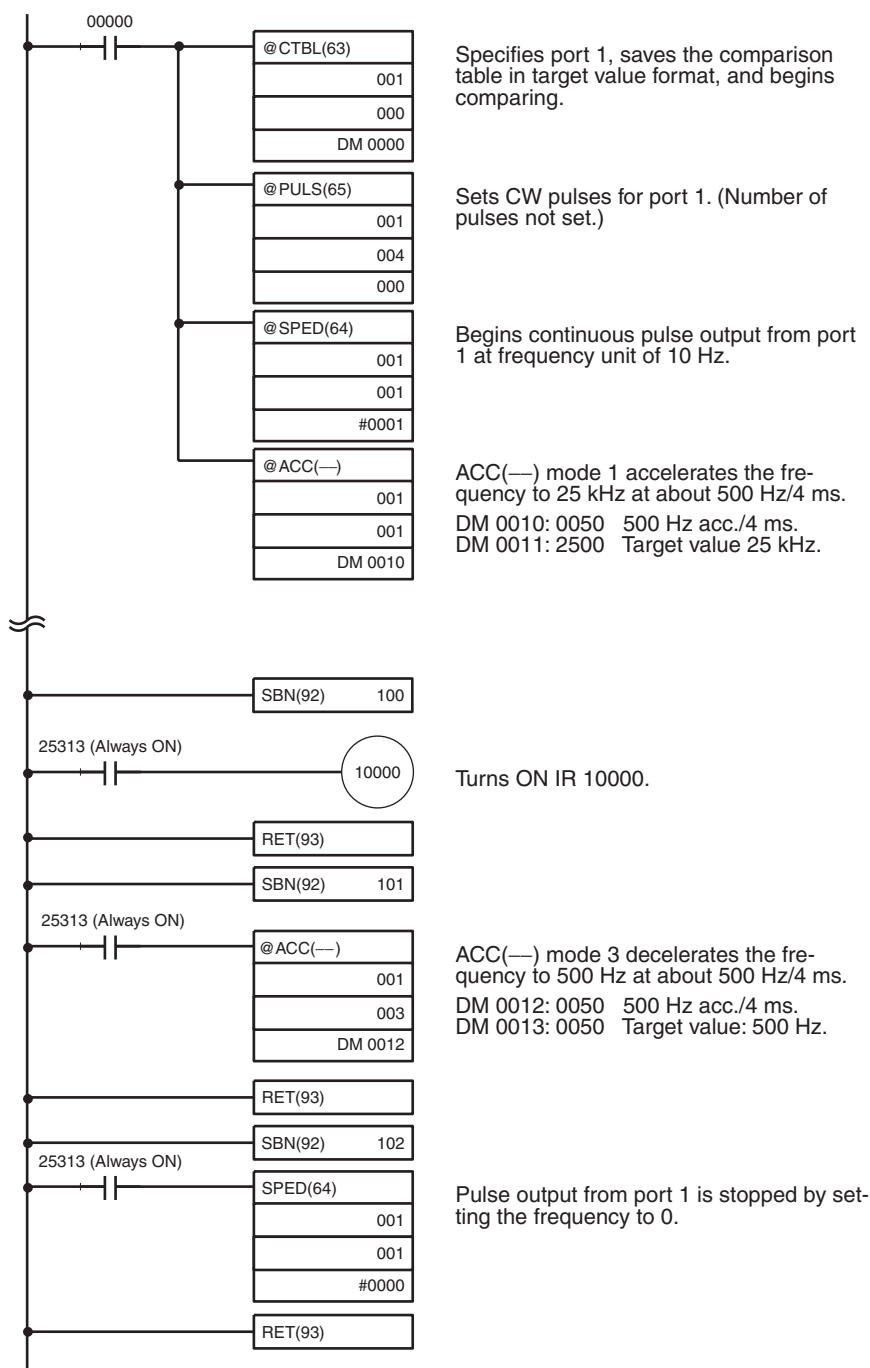 00000
@CTBL(63)
001
000
DM 0000
Specifies port 1, saves the comparison
table in target value format, and begins
comparing.
@PULS(65)
001
004
000
Sets CW pulses for port 1. (Number of
pulses not set.)
@SPED(64)
001
001
#0001
Begins continuous pulse output from port
1 at frequency unit of 10 Hz.
@ACC(––)
001
001
DM 0010
ACC(––) mode 1 accelerates the fre-
quency to 25 kHz at about 500 Hz/4 ms.
DM 0010: 0050 500 Hz acc./4 ms.
DM 0011: 2500 Target value 25 kHz.
SBN(92) 100
25313 (Always ON)
10000
Turns ON IR 10000.
RET(93)
SBN(92) 101
25313 (Always ON)
@ACC(––)
001
003
DM 0012
ACC(––) mode 3 decelerates the fre-
quency to 500 Hz at about 500 Hz/4 ms.
DM 0012: 0050 500 Hz acc./4 ms.
DM 0013: 0050 Target value: 500 Hz.
RET(93)
SBN(92) 102
25313 (Always ON)
SPED(64)
001
001
#0000
Pulse output from port 1 is stopped by set-
ting the frequency to 0.
RET(93)